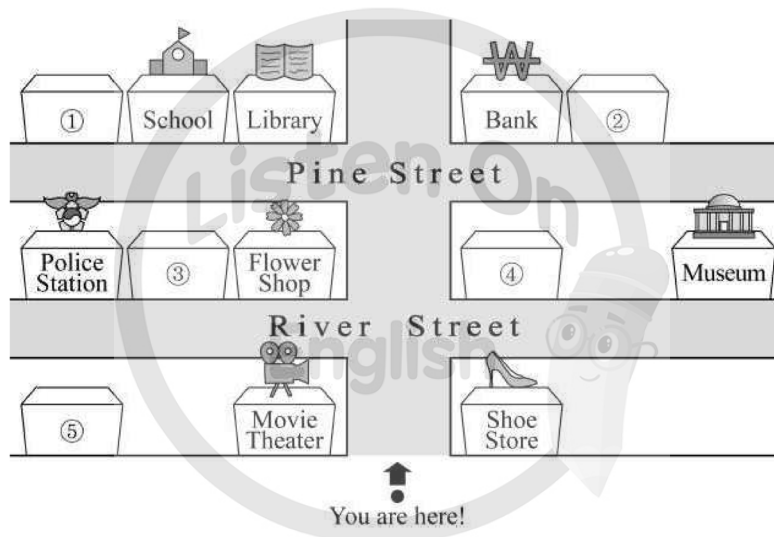 ① School Library Bank ②
Pine Street
Police Station ③ Flower Shop ④ Museum
River Street
⑤ Movie Theater Shoe Store
You are here!
Listen On
English